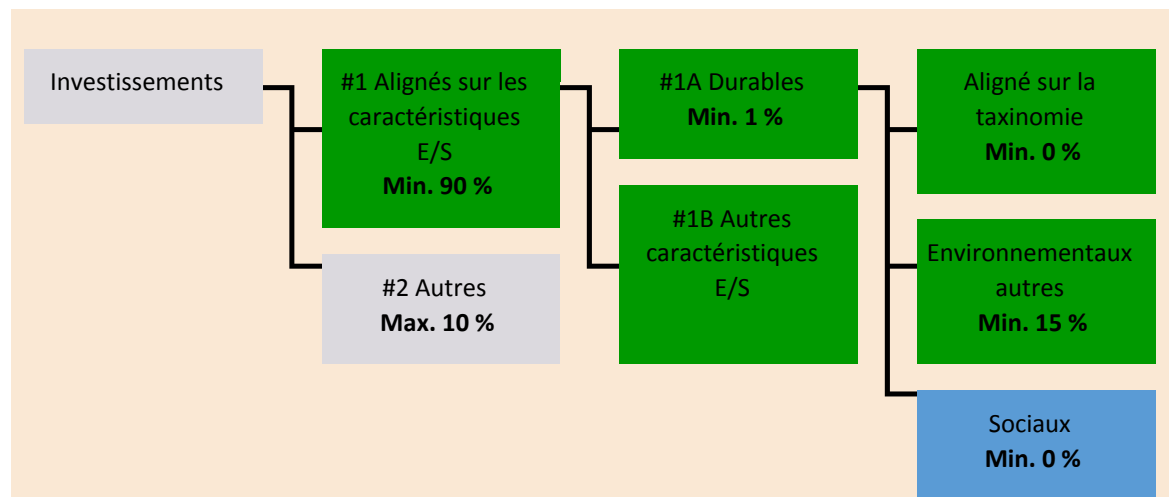 Investissements
#1 Alignés sur les
caractéristiques
E/S
Min. 90 %
#2 Autres
Max. 10 %
#1A Durables
Min. 1 %
#1B Autres
caractéristiques
E/S
Aligné sur la
taxinomie
Min. 0 %
Environnementaux
autres
Min. 15 %
Sociaux
Min. 0 %